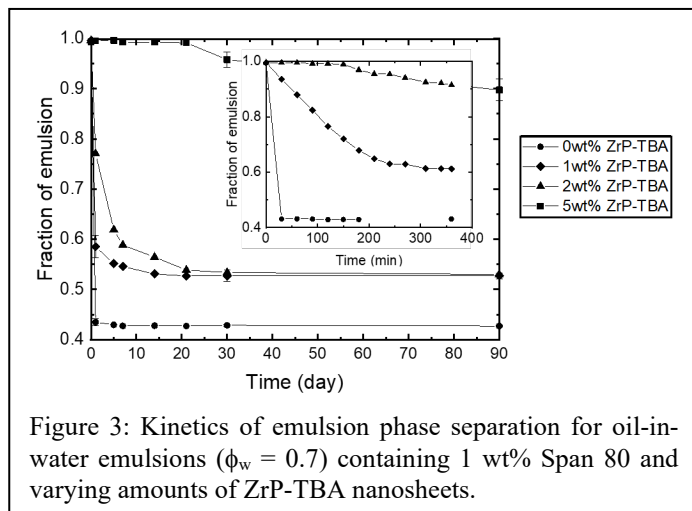 1.0
0.9
0.8
0.7
0.6
0.5
0.4
Fraction of emulsion
0 10 20 30 40 50 60 70 80 90
Time (day)
1.0
0.8
0.6
0.4
Fraction of emulsion
0 100 200 300 400
Time (min)
0wt% ZrP-TBA
1wt% ZrP-TBA
2wt% ZrP-TBA
5wt% ZrP-TBA
Figure 3: Kinetics of emulsion phase separation for oil-in-
water emulsions (ϕw = 0.7) containing 1 wt% Span 80 and
varying amounts of ZrP-TBA nanosheets.